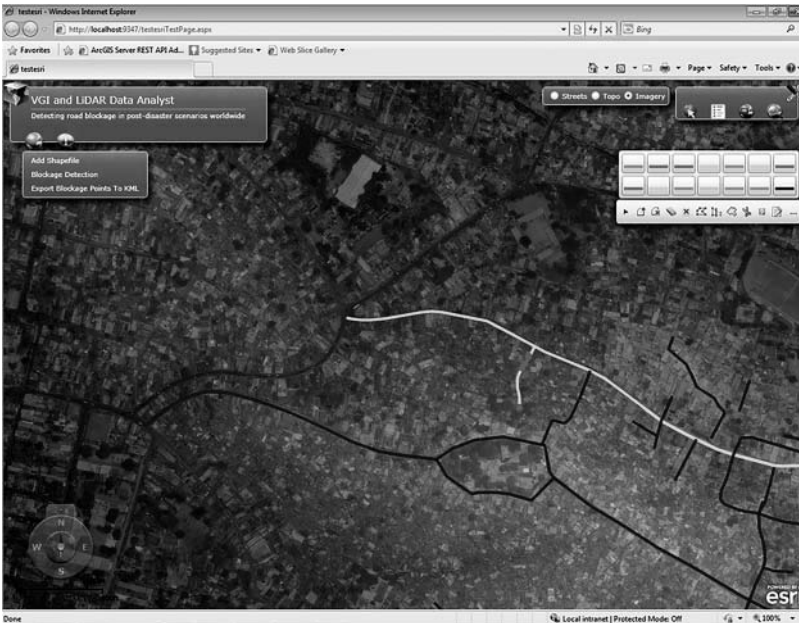 testesri - Windows Internet Explorer
http://localhost:9347/testesriTestPage.aspx
Bing
Favorites
ArcGIS Server REST API Ad...
Suggested Sites
Web Slice Gallery
testesri
Page
Safety
Tools
VGI and LiDAR Data Analyst
Detecting road blockage in post-disaster scenarios worldwide
Streets
Topo
Imagery
Add Shapefile
Blockage Detection
Export Blockage Points To KML
N
W
E
S
POWERED BY
esri
Done
Local intranet | Protected Mode: Off
100%